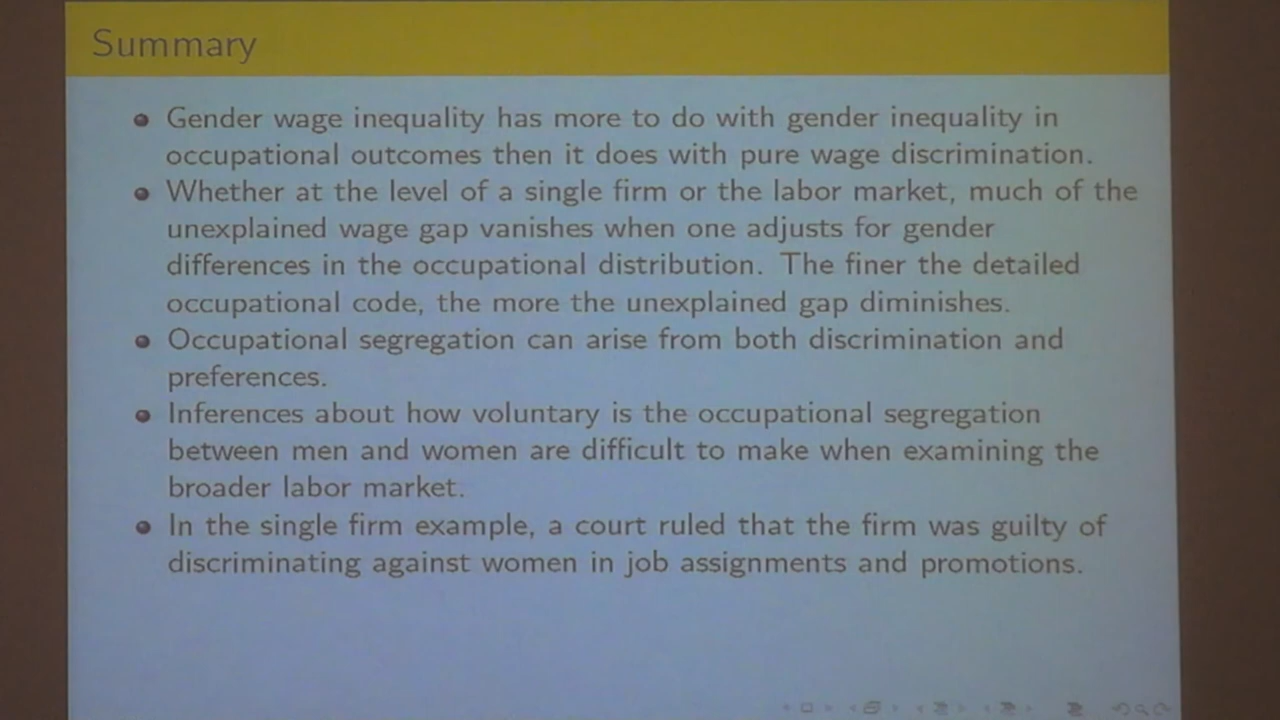 Summary
Gender wage inequality has more to do with gender inequality in
occupational outcomes then it does with pure wage discrimination.
Whether at the level of a single firm or the labor market, much of the
unexplained wage gap vanishes when one adjusts for gender
differences in the occupational distribution. The finer the detailed
occupational code, the more the unexplained gap diminishes.
Occupational segregation can arise from both discrimination and
preferences.
Inferences about how voluntary is the occupational segregation
between men and women are difficult to make when examining the
broader labor market.
In the single firm example, a court ruled that the firm was guilty of
discriminating against women in job assignments and promotions.